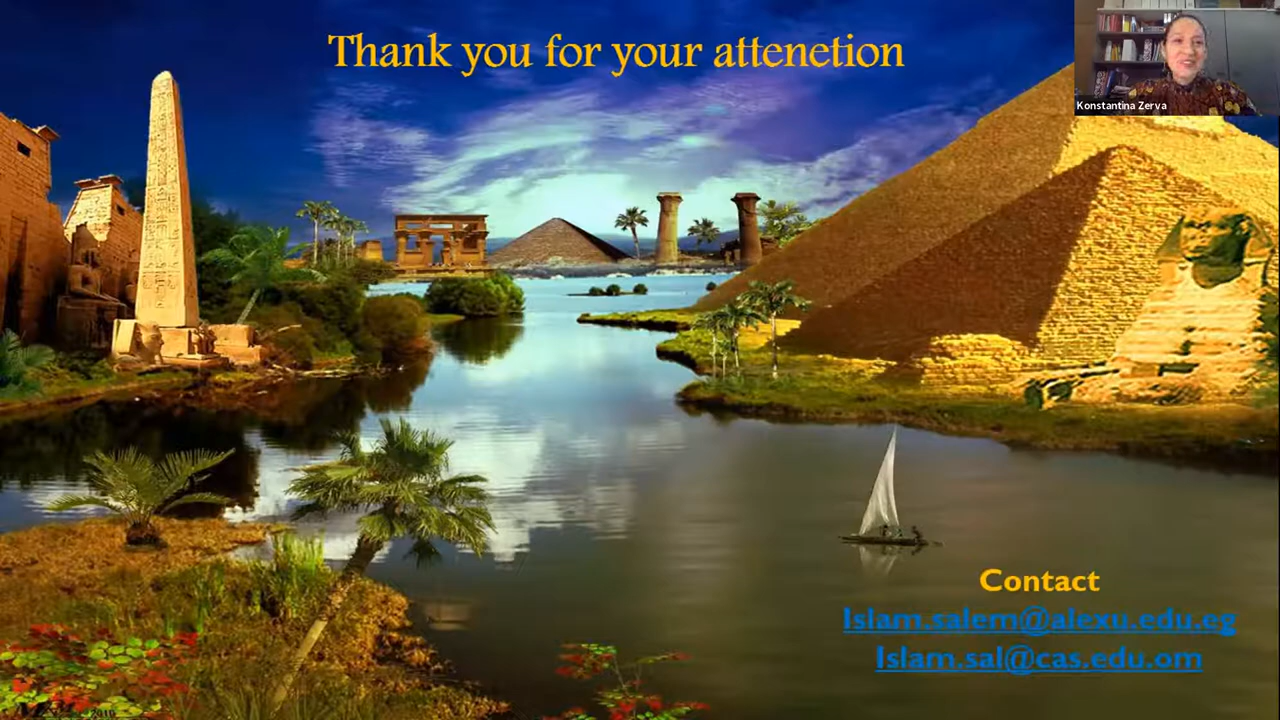 Thank you for your attenetion
Konstantina Zerva
Contact
Islam.salem@alexu.edu.eg
Islam.sal@cas.edu.om